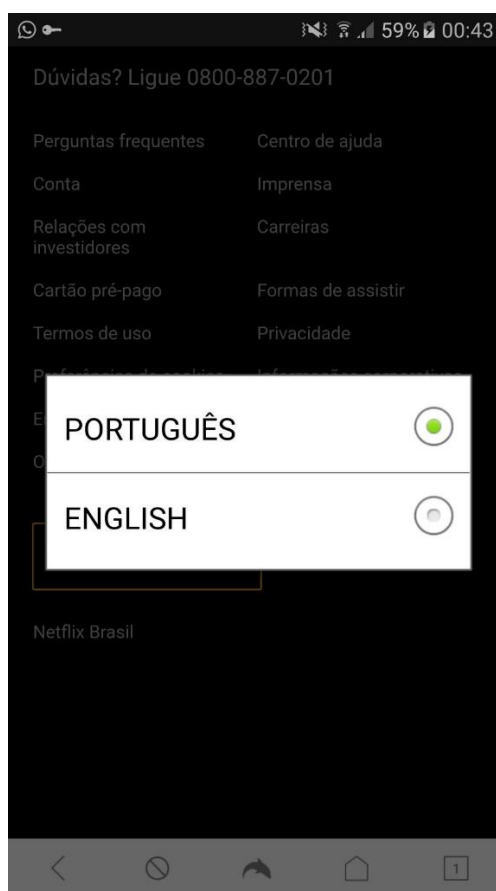 59% 00:43
Dúvidas? Ligue 0800-887-0201
Perguntas frequentes Centro de ajuda
Conta Imprensa
Relações com Carreiras
investidores
Cartão pré-pago Formas de assistir
Termos de uso Privacidade
PORTUGUÊS
ENGLISH
Netflix Brasil
1